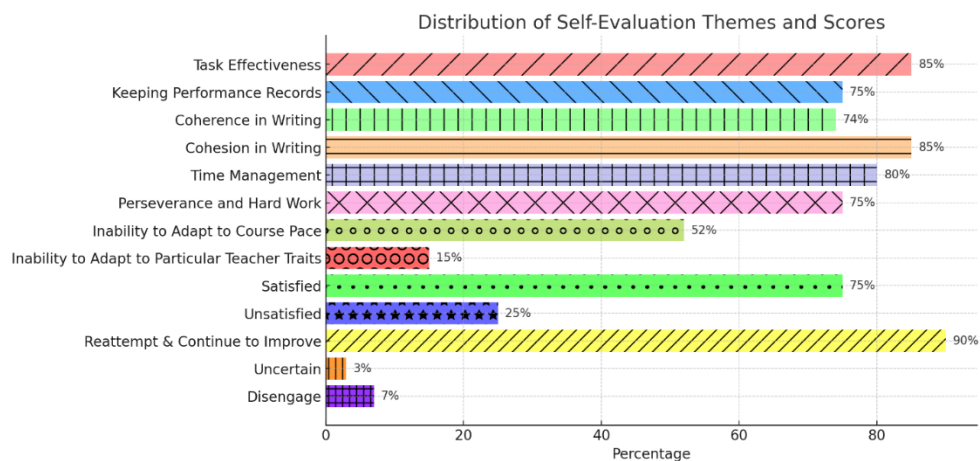 Distribution of Self-Evaluation Themes and Scores
Task Effectiveness 85%
Keeping Performance Records 75%
Coherence in Writing 74%
Cohesion in Writing 85%
Time Management 80%
Perseverance and Hard Work 75%
Inability to Adapt to Course Pace 52%
Inability to Adapt to Particular Teacher Traits 15%
Satisfied 75%
Unsatisfied 25%
Reattempt & Continue to Improve 90%
Uncertain 3%
Disengage 7%
0 20 40 60 80
Percentage